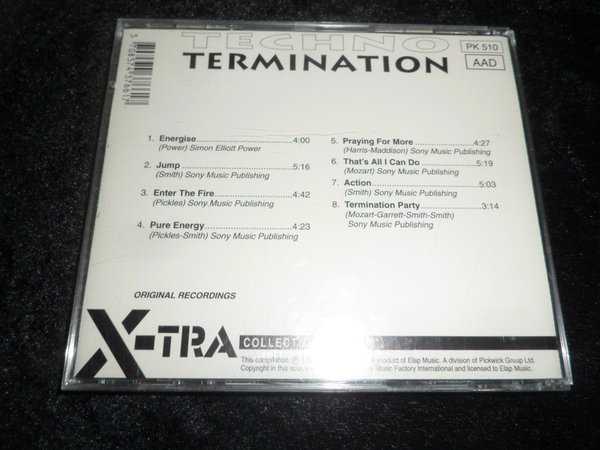 TECHNO
TERMINATION
PK 510
AAD
1. Energise..............................4:00
(Power) Simon Elliott Power
2. Jump..................................5:16
(Smith) Sony Music Publishing
3. Enter The Fire........................4:42
(Pickles) Sony Music Publishing
4. Pure Energy..........................4:23
(Pickles-Smith) Sony Music Publishing
5. Praying For More..................4:27
(Harris-Maddison) Sony Music Publishing
6. That's All I Can Do.................5:19
(Mozart) Sony Music Publishing
7. Action.................................5:03
(Smith) Sony Music Publishing
8. Termination Party..................3:14
(Mozart-Garrett-Smith-Smith)
Sony Music Publishing
ORIGINAL RECORDINGS
X-TRA
This compilation ℗ A product of Elap Music. A division of Pickwick Gruup Ltd.
Copyright in this Music Factory International and licensed to Elap Music.